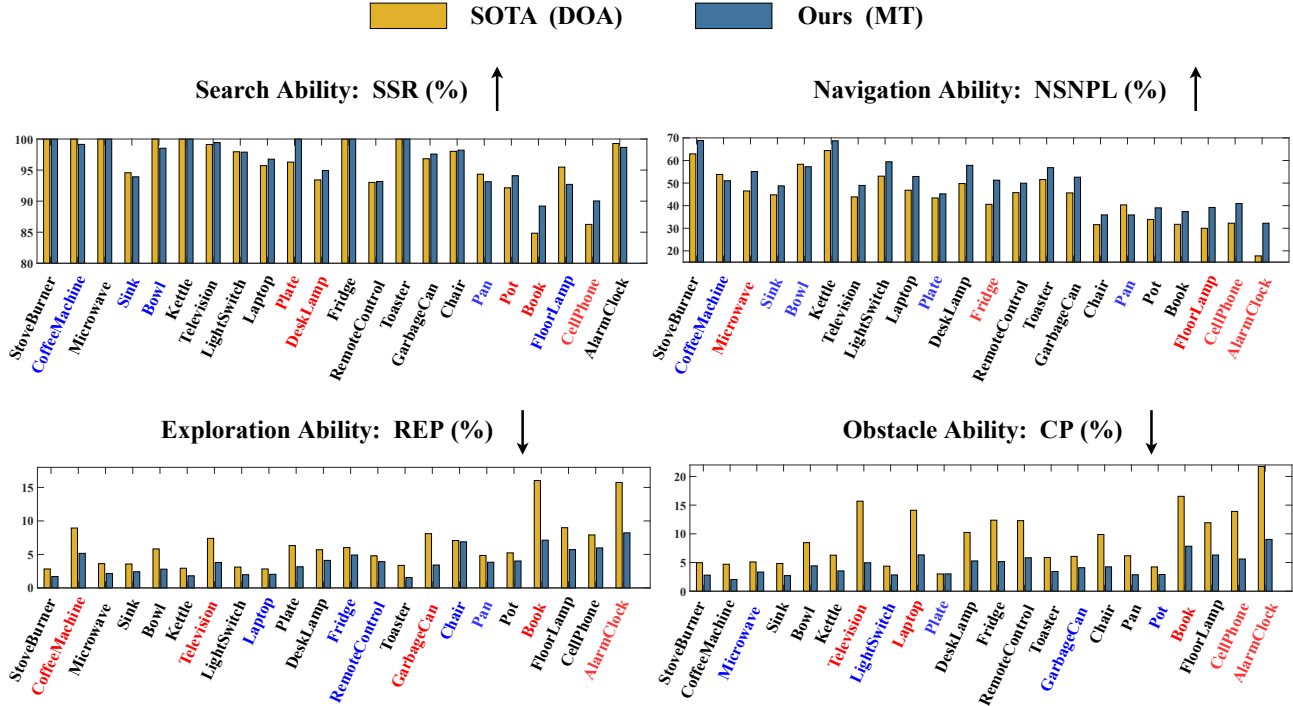 SOTA (DOA) Ours (MT)
Search Ability: SSR (%)
100
95
90
85
80
StoveBurner
CoffeeMachine
Microwave
Sink
Bowl
Kettle
Television
LightSwitch
Laptop
Plate
DeskLamp
Fridge
RemoteControl
Toaster
GarbageCan
Chair
Pan
Pot
Book
FloorLamp
CellPhone
AlarmClock
Navigation Ability: NSNPL (%)
70
60
50
40
30
20
StoveBurner
CoffeeMachine
Microwave
Sink
Bowl
Kettle
Television
LightSwitch
Laptop
Plate
DeskLamp
Fridge
RemoteControl
Toaster
GarbageCan
Chair
Pan
Pot
Book
FloorLamp
CellPhone
AlarmClock
Exploration Ability: REP (%)
15
10
5
0
StoveBurner
CoffeeMachine
Microwave
Sink
Bowl
Kettle
Television
LightSwitch
Laptop
Plate
DeskLamp
Fridge
RemoteControl
Toaster
GarbageCan
Chair
Pan
Pot
Book
FloorLamp
CellPhone
AlarmClock
Obstacle Ability: CP (%)
20
15
10
5
0
StoveBurner
CoffeeMachine
Microwave
Sink
Bowl
Kettle
Television
LightSwitch
Laptop
Plate
DeskLamp
Fridge
RemoteControl
Toaster
GarbageCan
Chair
Pan
Pot
Book
FloorLamp
CellPhone
AlarmClock